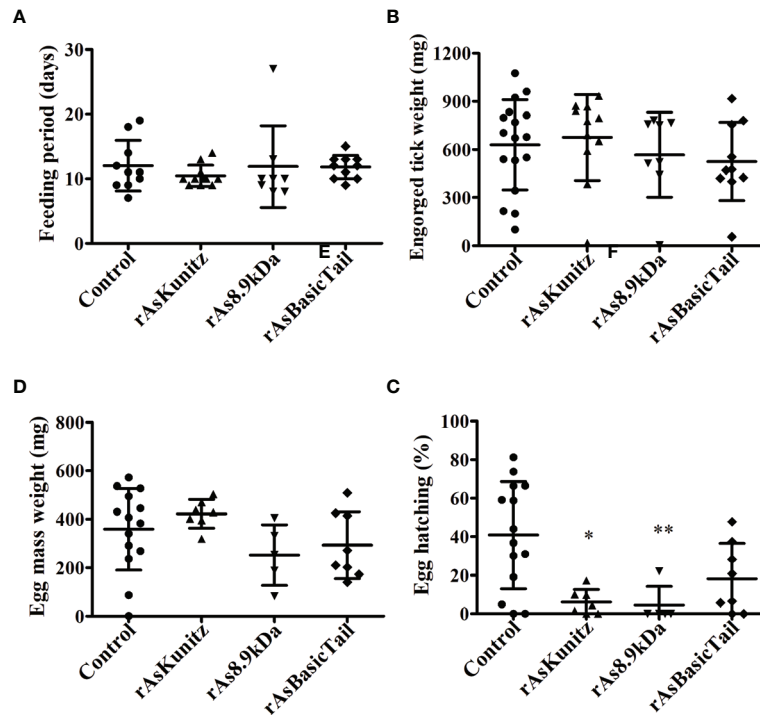 A
Feeding period (days)
30
20
10
0
Control
rAsKunitz
rAs8.9kDa
rAsBasicTail
E
B
Engorged tick weight (mg)
1200
900
600
300
0
Control
rAsKunitz
rAs8.9kDa
rAsBasicTail
F
D
Egg mass weight (mg)
800
600
400
200
0
Control
rAsKunitz
rAs8.9kDa
rAsBasicTail
C
Egg hatching (%)
100
80
60
40
20
0
*
**
Control
rAsKunitz
rAs8.9kDa
rAsBasicTail